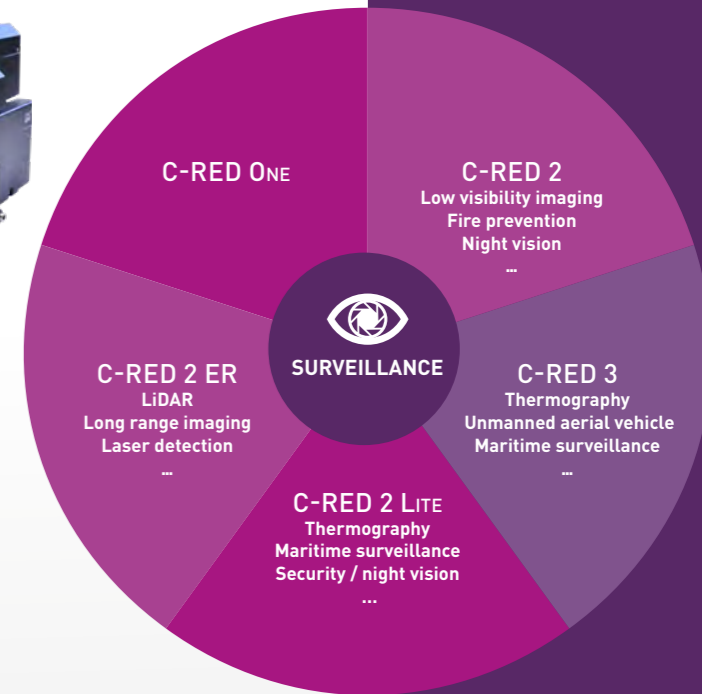 C-RED ONE
C-RED 2
Low visibility imaging
Fire prevention
Night vision
...
SURVEILLANCE
C-RED 2 ER
LiDAR
Long range imaging
Laser detection
...
C-RED 3
Thermography
Unmanned aerial vehicle
Maritime surveillance
...
C-RED 2 LITE
Thermography
Maritime surveillance
Security / night vision
...